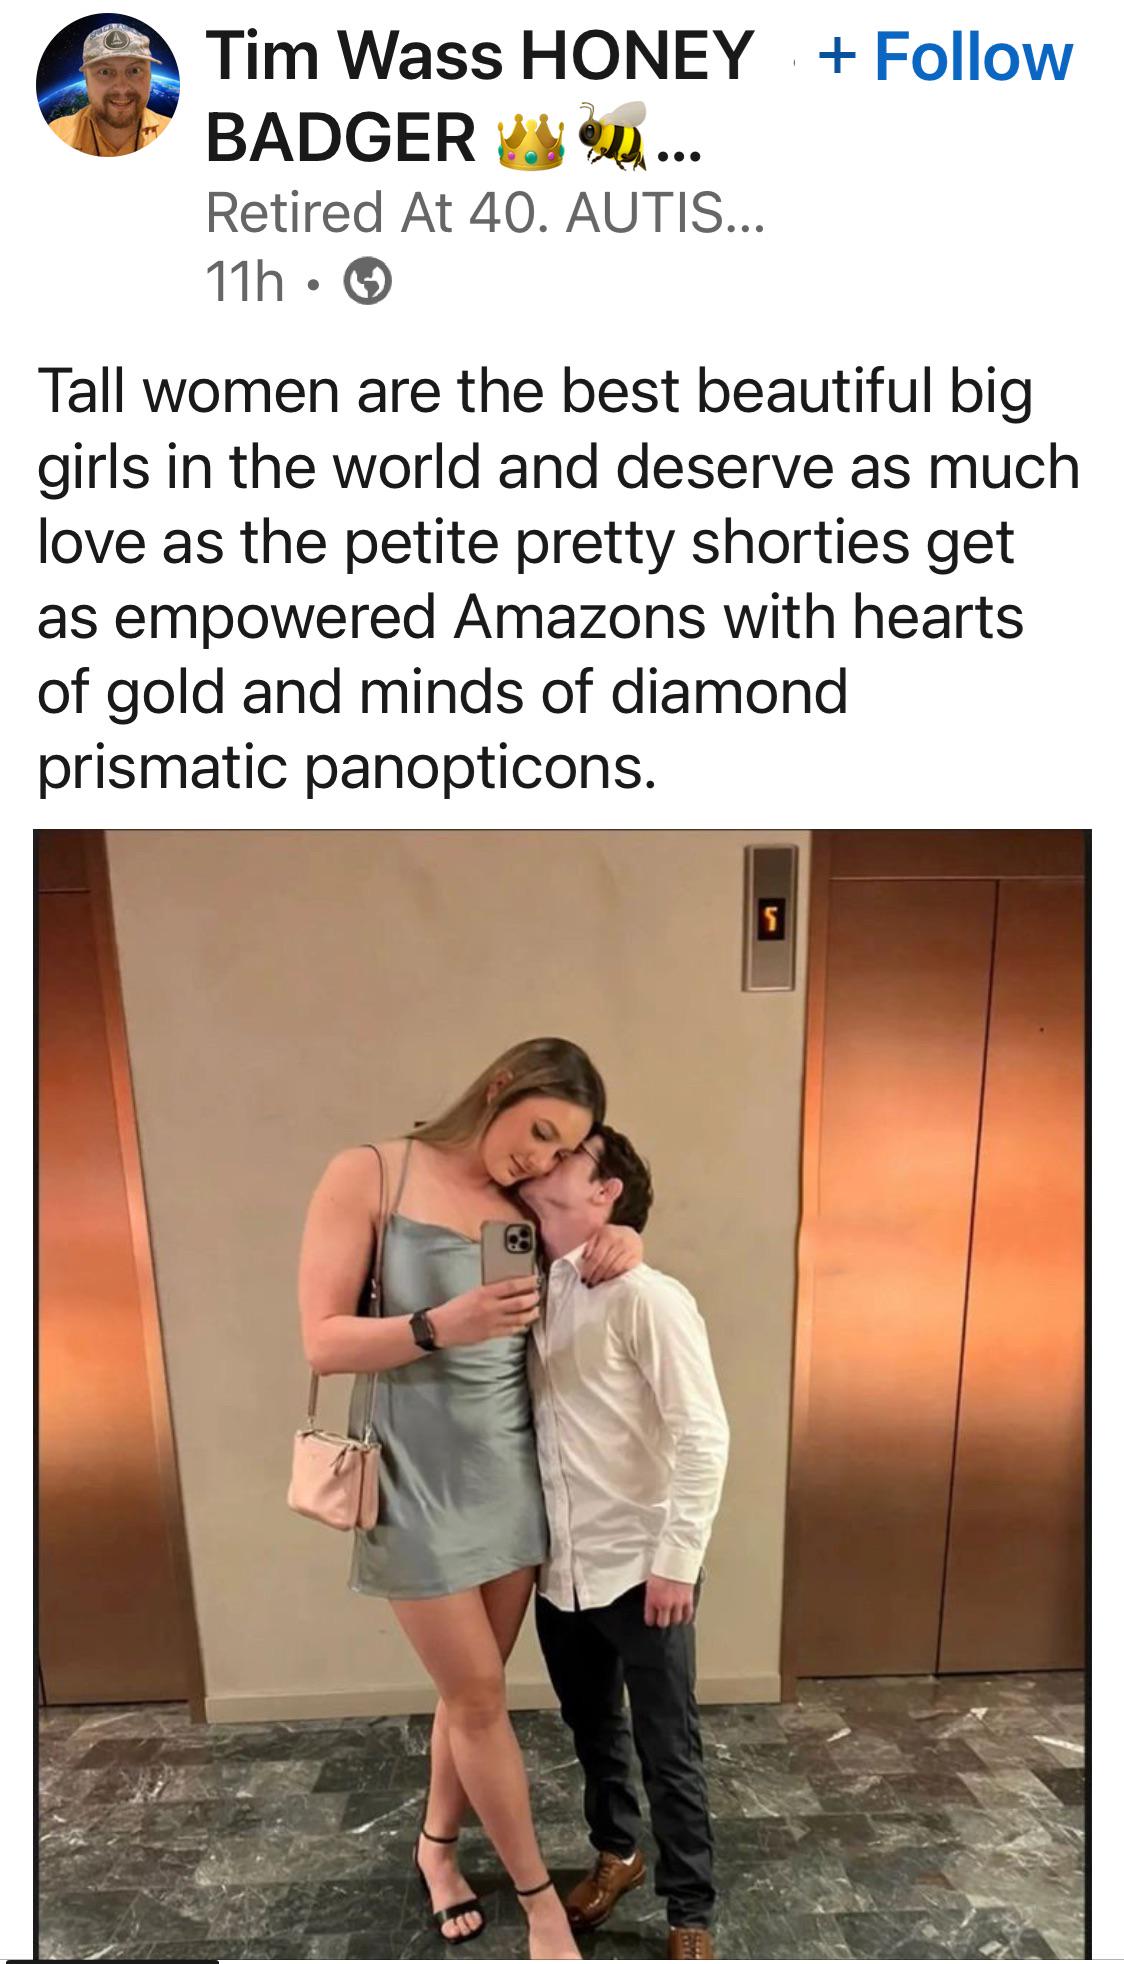 Tim Wass HONEY · + Follow
BADGER 👑🐝...
Retired At 40. AUTIS...
11h •
Tall women are the best beautiful big
girls in the world and deserve as much
love as the petite pretty shorties get
as empowered Amazons with hearts
of gold and minds of diamond
prismatic panopticons.
5